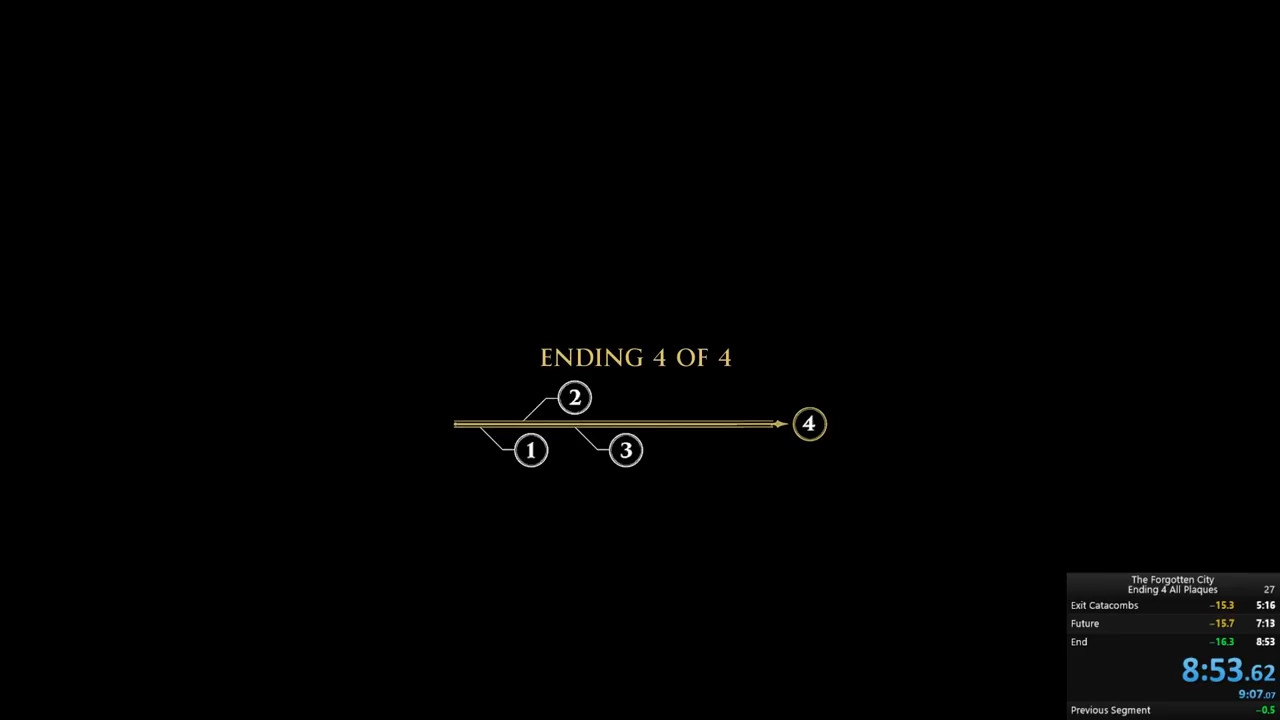 ENDING 4 OF 4
2
4
1
3
The Forgotten City
Ending 4 All Plaques 27
Exit Catacombs -15.3 5:16
Future -15.7 7:13
End -16.3 8:53
8:53.62
9:07.07
Previous Segment -0.5